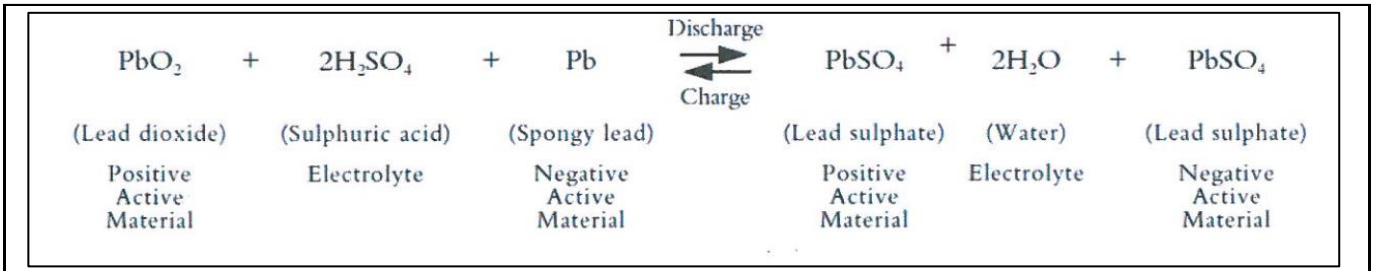 Discharge
PbO₂ + 2H₂SO₄ + Pb PbSO₄ + 2H₂O + PbSO₄
Charge
(Lead dioxide) (Sulphuric acid) (Spongy lead) (Lead sulphate) (Water) (Lead sulphate)
Positive Electrolyte Negative Positive Electrolyte Negative
Active Active Active Active
Material Material Material Material